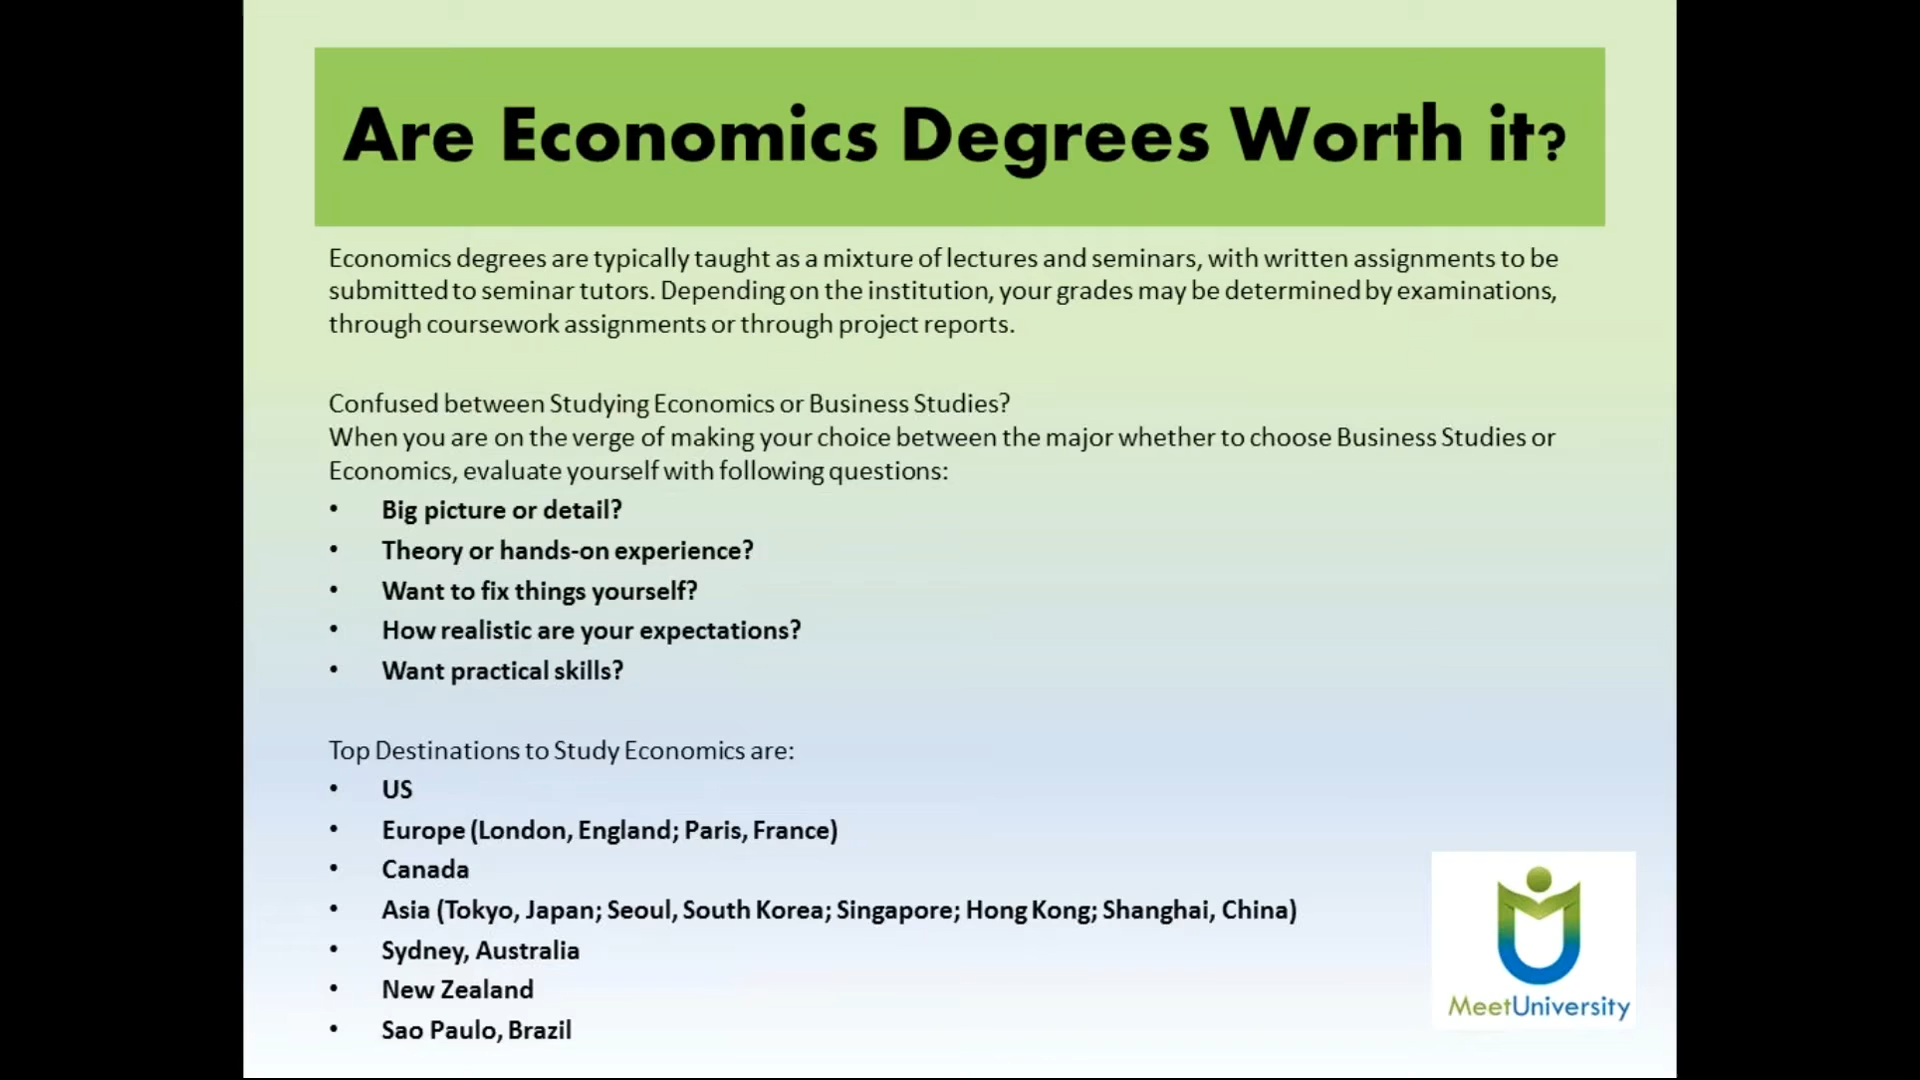 Are Economics Degrees Worth it?
Economics degrees are typically taught as a mixture of lectures and seminars, with written assignments to be
submitted to seminar tutors. Depending on the institution, your grades may be determined by examinations,
through coursework assignments or through project reports.
Confused between Studying Economics or Business Studies?
When you are on the verge of making your choice between the major whether to choose Business Studies or
Economics, evaluate yourself with following questions:
• Big picture or detail?
• Theory or hands-on experience?
• Want to fix things yourself?
• How realistic are your expectations?
• Want practical skills?
Top Destinations to Study Economics are:
• US
• Europe (London, England; Paris, France)
• Canada
• Asia (Tokyo, Japan; Seoul, South Korea; Singapore; Hong Kong; Shanghai, China)
• Sydney, Australia
• New Zealand
• Sao Paulo, Brazil
MeetUniversity